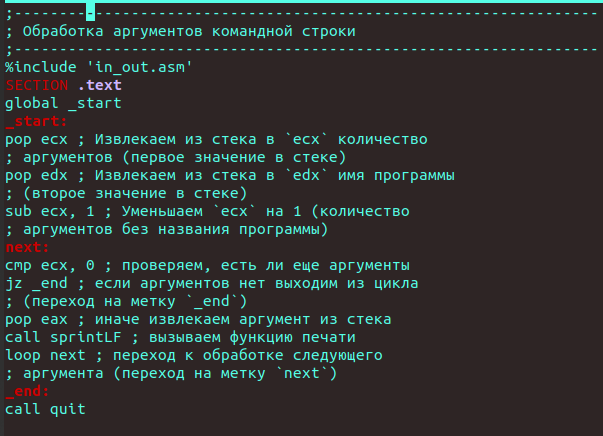 ;------------------------------------------------------------------
; Обработка аргументов командной строки
;------------------------------------------------------------------
%include 'in_out.asm'
SECTION .text
global _start
_start:
pop ecx ; Извлекаем из стека в `ecx` количество
; аргументов (первое значение в стеке)
pop edx ; Извлекаем из стека в `edx` имя программы
; (второе значение в стеке)
sub ecx, 1 ; Уменьшаем `ecx` на 1 (количество
; аргументов без названия программы)
next:
cmp ecx, 0 ; проверяем, есть ли еще аргументы
jz _end ; если аргументов нет выходим из цикла
; (переход на метку `_end`)
pop eax ; иначе извлекаем аргумент из стека
call sprintLF ; вызываем функцию печати
loop next ; переход к обработке следующего
; аргумента (переход на метку `next`)
_end:
call quit